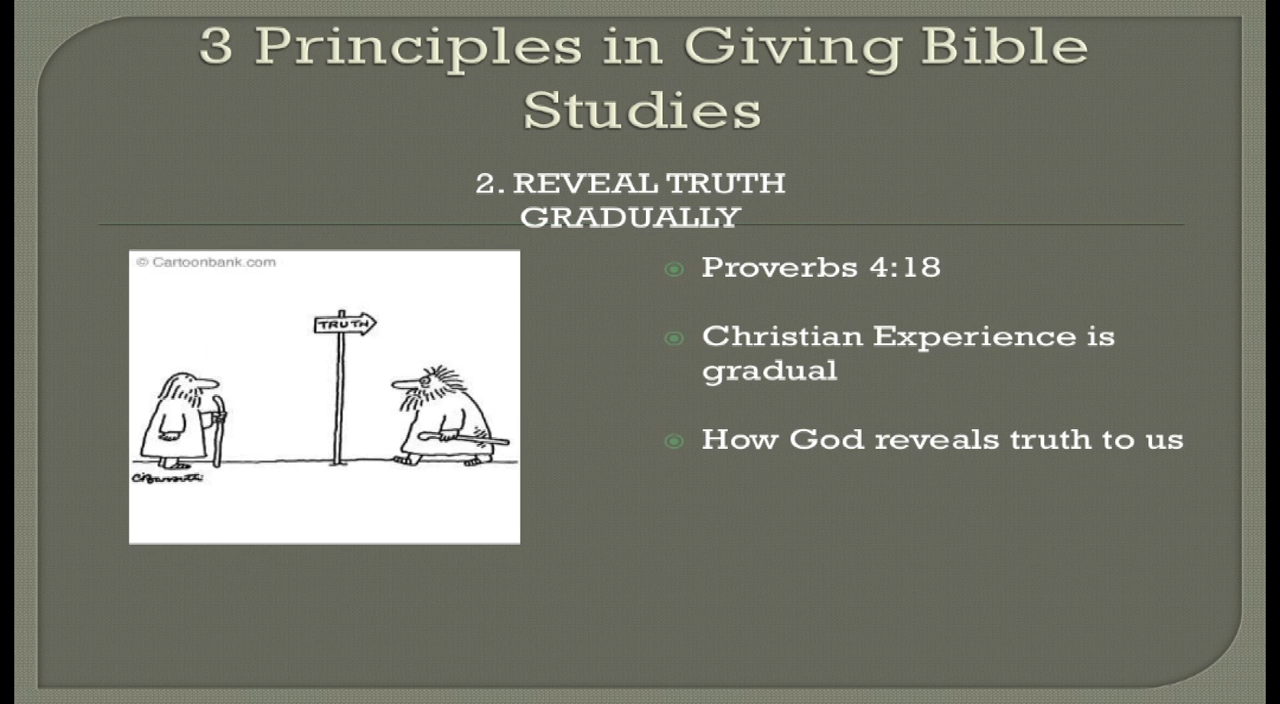 3 Principles in Giving Bible
Studies
2. REVEAL TRUTH
GRADUALLY
© Cartoonbank.com
TRUTH
Proverbs 4:18
Christian Experience is
gradual
How God reveals truth to us